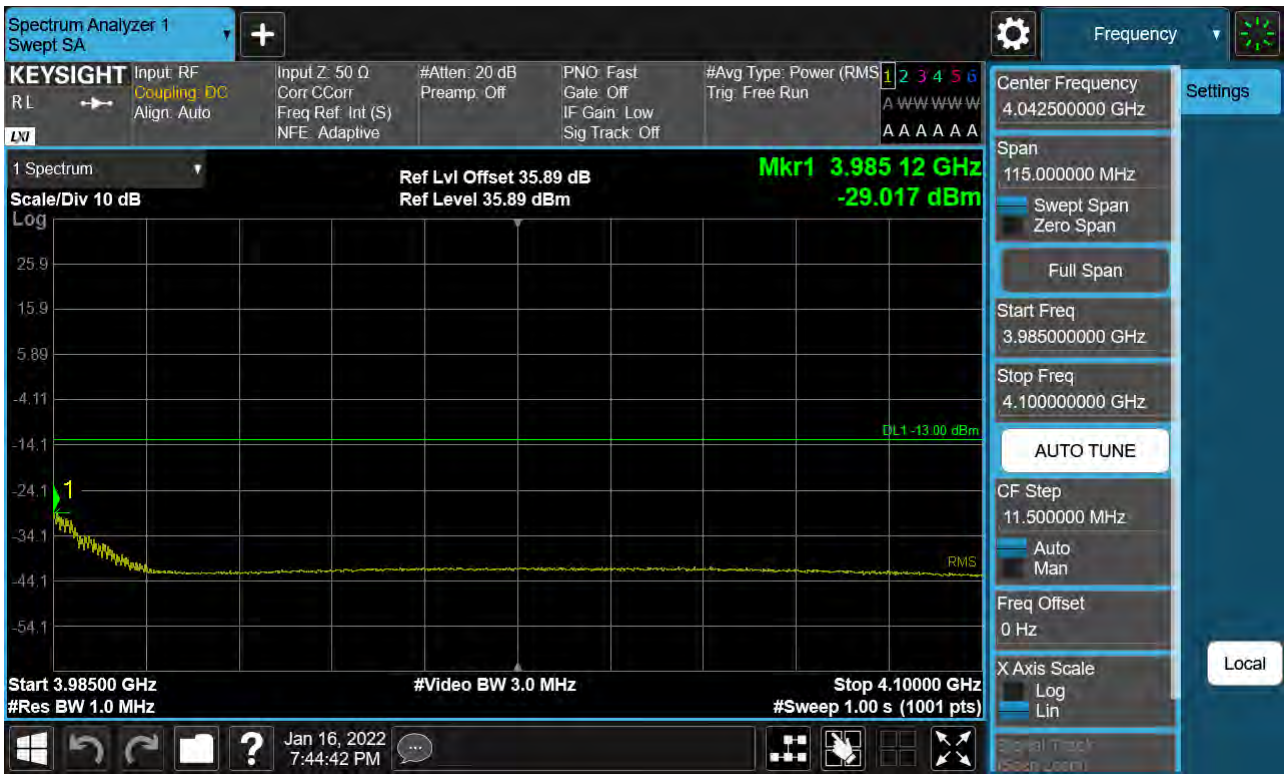 Spectrum Analyzer 1
Swept SA
+
Frequency
KEYSIGHT
R L
LXI
Input: RF
Coupling: DC
Align: Auto
Input Z: 50 Ω
Corr CCorr
Freq Ref: Int (S)
NFE: Adaptive
#Atten: 20 dB
Preamp: Off
PNO: Fast
Gate: Off
IF Gain: Low
Sig Track: Off
#Avg Type: Power (RMS
Trig: Free Run
1 2 3 4 5 6
A W W W W W
A A A A A A
1 Spectrum
Scale/Div 10 dB
Log
Ref Lvl Offset 35.89 dB
Ref Level 35.89 dBm
Mkr1 3.985 12 GHz
-29.017 dBm
25.9
15.9
5.89
-4.11
-14.1
-24.1
-34.1
-44.1
-54.1
DL1 -13.00 dBm
1
RMS
Start 3.98500 GHz
#Res BW 1.0 MHz
#Video BW 3.0 MHz
Stop 4.10000 GHz
#Sweep 1.00 s (1001 pts)
Center Frequency
4.042500000 GHz
Span
115.000000 MHz
Swept Span
Zero Span
Full Span
Start Freq
3.985000000 GHz
Stop Freq
4.100000000 GHz
AUTO TUNE
CF Step
11.500000 MHz
Auto
Man
Freq Offset
0 Hz
X Axis Scale
Log
Lin
Signal Track
(Span Zoom)
Settings
Local
?
Jan 16, 2022
7:44:42 PM